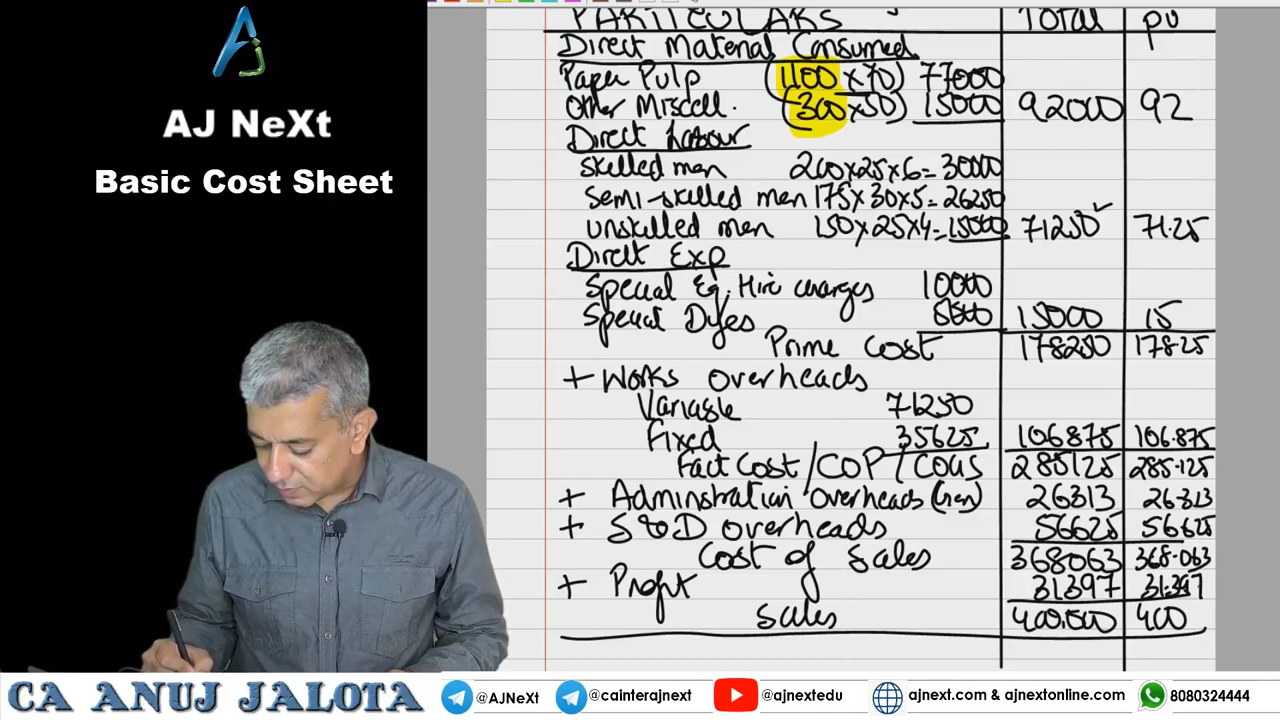 AJ NeXt
Basic Cost Sheet
PARTICULARS Total pu
Direct Material Consumed
Paper Pulp (1100 x 70) 77000
Other Miscell. (300 x 50) 15000 92000 92
Direct Labour
skilled men 200x25x6= 30000
semi-skilled men 175x30x5= 26250
unskilled men 150x25x4= 15000 71250 71.25
Direct Exp
Special Eq. Hire charges 10000
Special Dyes 5000 15000 15
Prime Cost 178250 178.25
+ Works overheads
Variable 71250
Fixed 35625 106875 106.875
Fact Cost / COP / COGS 285125 285.125
+ Adminstration overheads (gen) 26313 26.313
+ S & D overheads 56625 56.625
Cost of Sales 368063 368.063
+ Profit 31397 31.397
Sales 400,000 400
CA ANUJ JALOTA @AJNeXt @cainterajnext @ajnextedu ajnext.com & ajnextonline.com 8080324444